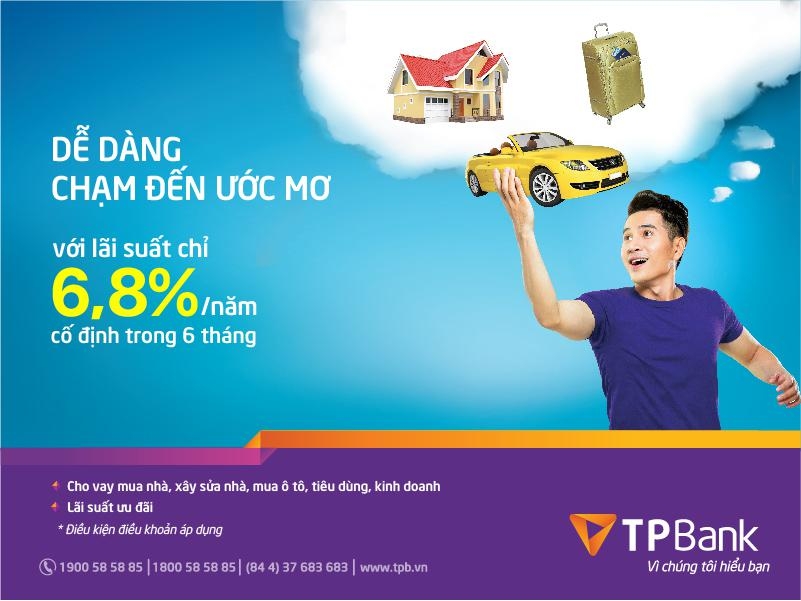 DỄ DÀNG
CHẠM ĐẾN ƯỚC MƠ
với lãi suất chỉ
6,8%/năm
cố định trong 6 tháng
Cho vay mua nhà, xây sửa nhà, mua ô tô, tiêu dùng, kinh doanh
Lãi suất ưu đãi
* Điều kiện điều khoản áp dụng
1900 58 58 85 | 1800 58 58 85 | (84 4) 37 683 683 | www.tpb.vn
TPBank
Vì chúng tôi hiểu bạn